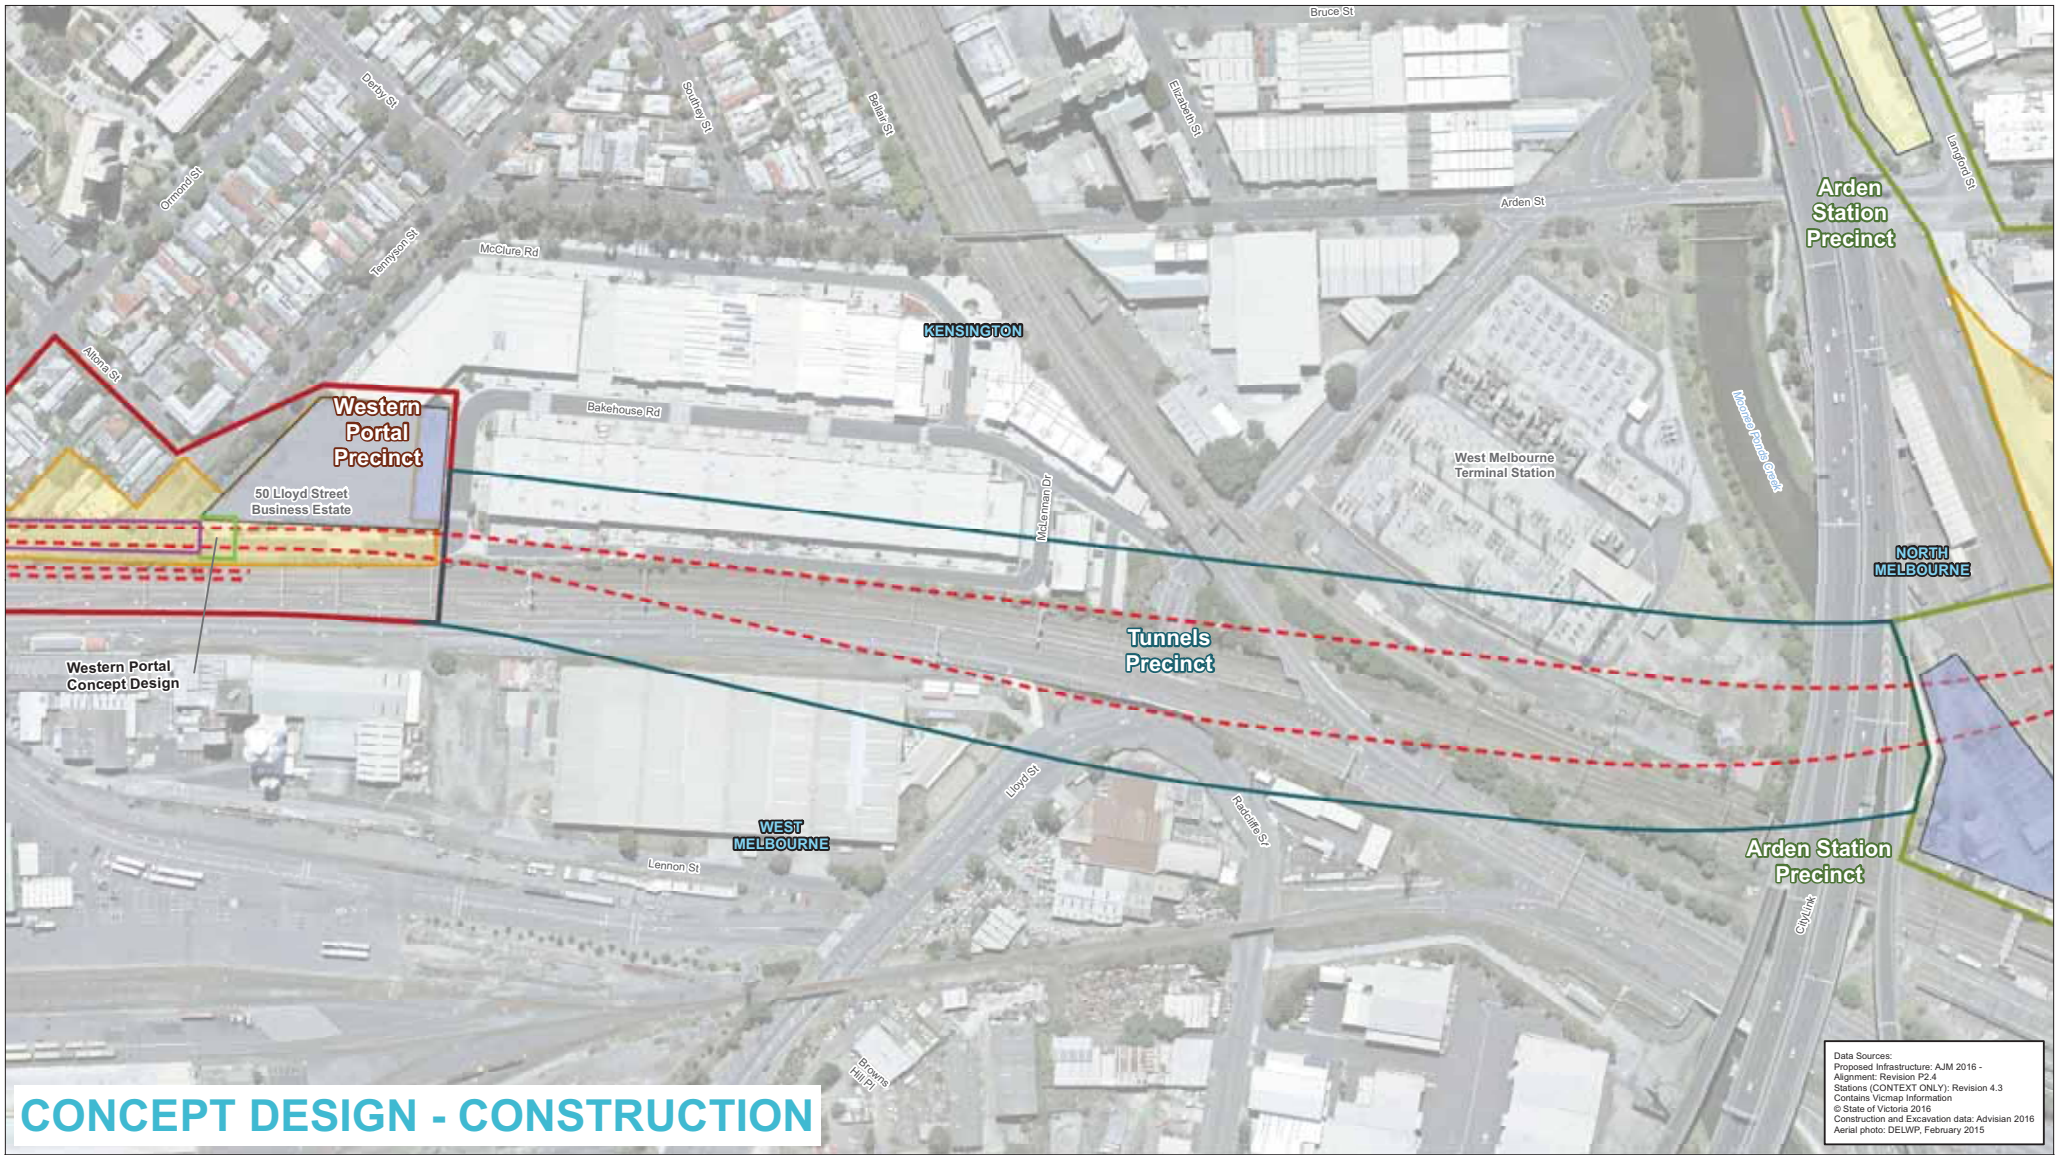 Bruce St
Derby St
Southey St
Bellair St
Elizabeth St
Langford St
Ormond St
Arden St
Arden
Station
Precinct
Tennyson St
McClure Rd
KENSINGTON
Altona St
Bakehouse Rd
Western
Portal
Precinct
Moonee Ponds Creek
West Melbourne
Terminal Station
50 Lloyd Street
Business Estate
McLennan Dr
NORTH
MELBOURNE
Tunnels
Precinct
Western Portal
Concept Design
Lloyd St
Radcliffe St
WEST
MELBOURNE
Lennon St
Arden Station
Precinct
CityLink
Browns
Hill Pl
CONCEPT DESIGN - CONSTRUCTION
Data Sources:
Proposed Infrastructure: AJM 2016 -
Alignment: Revision P2.4
Stations (CONTEXT ONLY): Revision 4.3
Contains Vicmap Information
© State of Victoria 2016
Construction and Excavation data: Advisian 2016
Aerial photo: DELWP, February 2015